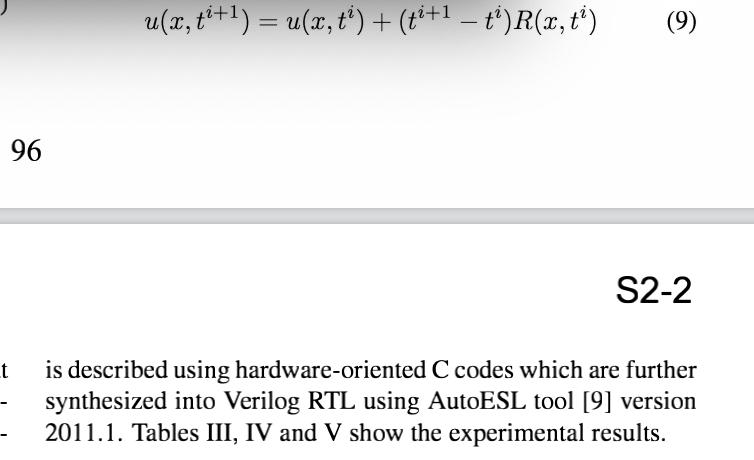 u(x, t^{i+1}) = u(x, t^i) + (t^{i+1} − t^i)R(x, t^i) (9)
96
S2-2
is described using hardware-oriented C codes which are further
synthesized into Verilog RTL using AutoESL tool [9] version
2011.1. Tables III, IV and V show the experimental results.